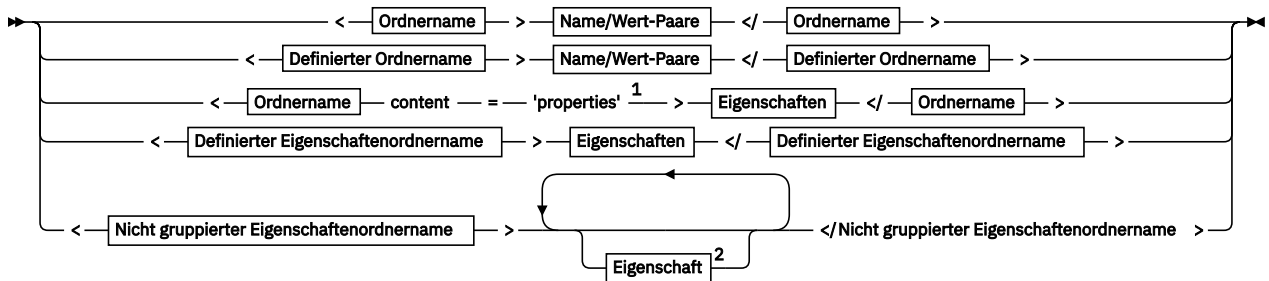 < Ordnername > Name/Wert-Paare </ Ordnername >
< Definierter Ordnername > Name/Wert-Paare </ Definierter Ordnername >
< Ordnername content = 'properties' 1 > Eigenschaften </ Ordnername >
< Definierter Eigenschaftenordnername > Eigenschaften </ Definierter Eigenschaftenordnername >
< Nicht gruppierter Eigenschaftenordnername > </Nicht gruppierter Eigenschaftenordnername >
Eigenschaft 2